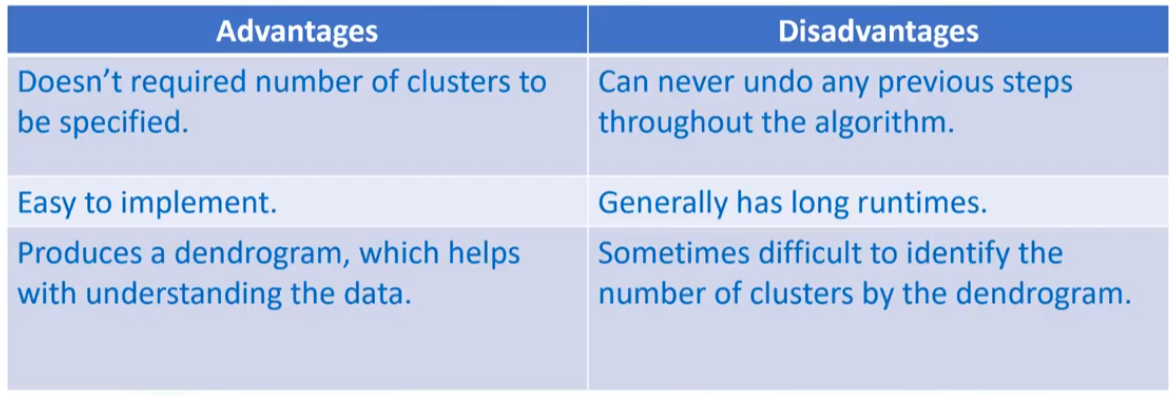 Advantages
Disadvantages
Doesn't required number of clusters to
be specified.
Can never undo any previous steps
throughout the algorithm.
Easy to implement.
Generally has long runtimes.
Produces a dendrogram, which helps
with understanding the data.
Sometimes difficult to identify the
number of clusters by the dendrogram.